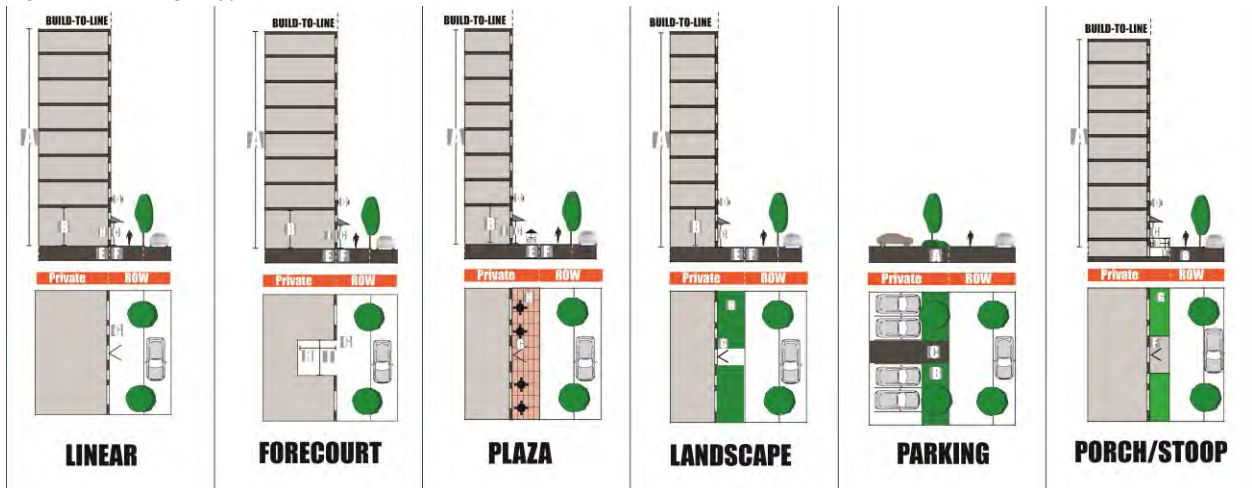 BUILD-TO-LINE
A
B
E F
Private ROW
LINEAR
BUILD-TO-LINE
A
B
E F
Private ROW
FORECOURT
BUILD-TO-LINE
A
B
E F
Private ROW
H
G
PLAZA
BUILD-TO-LINE
A
B
E F
Private ROW
H
G
LANDSCAPE
A
Private ROW
C
B
PARKING
BUILD-TO-LINE
A
B
Private ROW
G
F
PORCH/STOOP